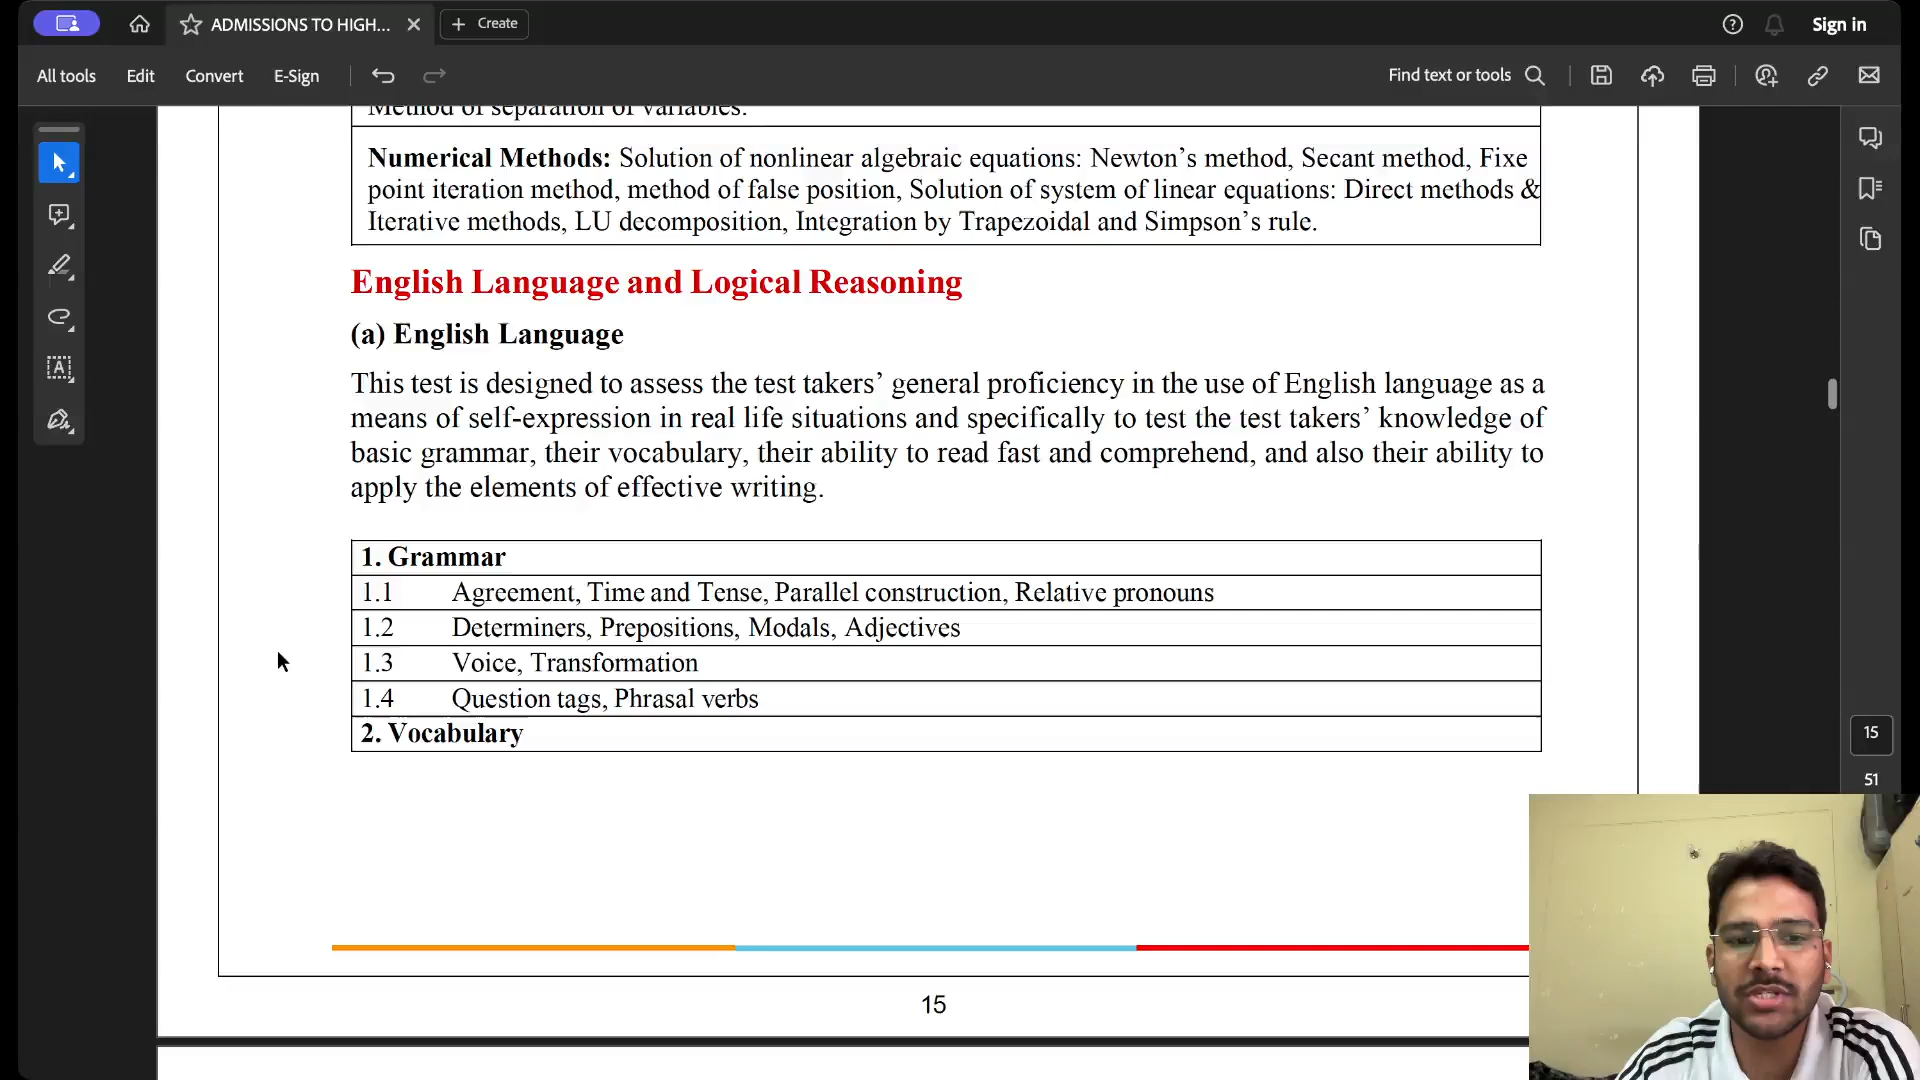 ADMISSIONS TO HIGH...
Create
Sign in
All tools
Edit
Convert
E-Sign
Find text or tools
Method of separation of variables.
Numerical Methods: Solution of nonlinear algebraic equations: Newton’s method, Secant method, Fixe
point iteration method, method of false position, Solution of system of linear equations: Direct methods &
Iterative methods, LU decomposition, Integration by Trapezoidal and Simpson’s rule.
English Language and Logical Reasoning
(a) English Language
This test is designed to assess the test takers’ general proficiency in the use of English language as a
means of self-expression in real life situations and specifically to test the test takers’ knowledge of
basic grammar, their vocabulary, their ability to read fast and comprehend, and also their ability to
apply the elements of effective writing.
1. Grammar
1.1 Agreement, Time and Tense, Parallel construction, Relative pronouns
1.2 Determiners, Prepositions, Modals, Adjectives
1.3 Voice, Transformation
1.4 Question tags, Phrasal verbs
2. Vocabulary
15
51
15